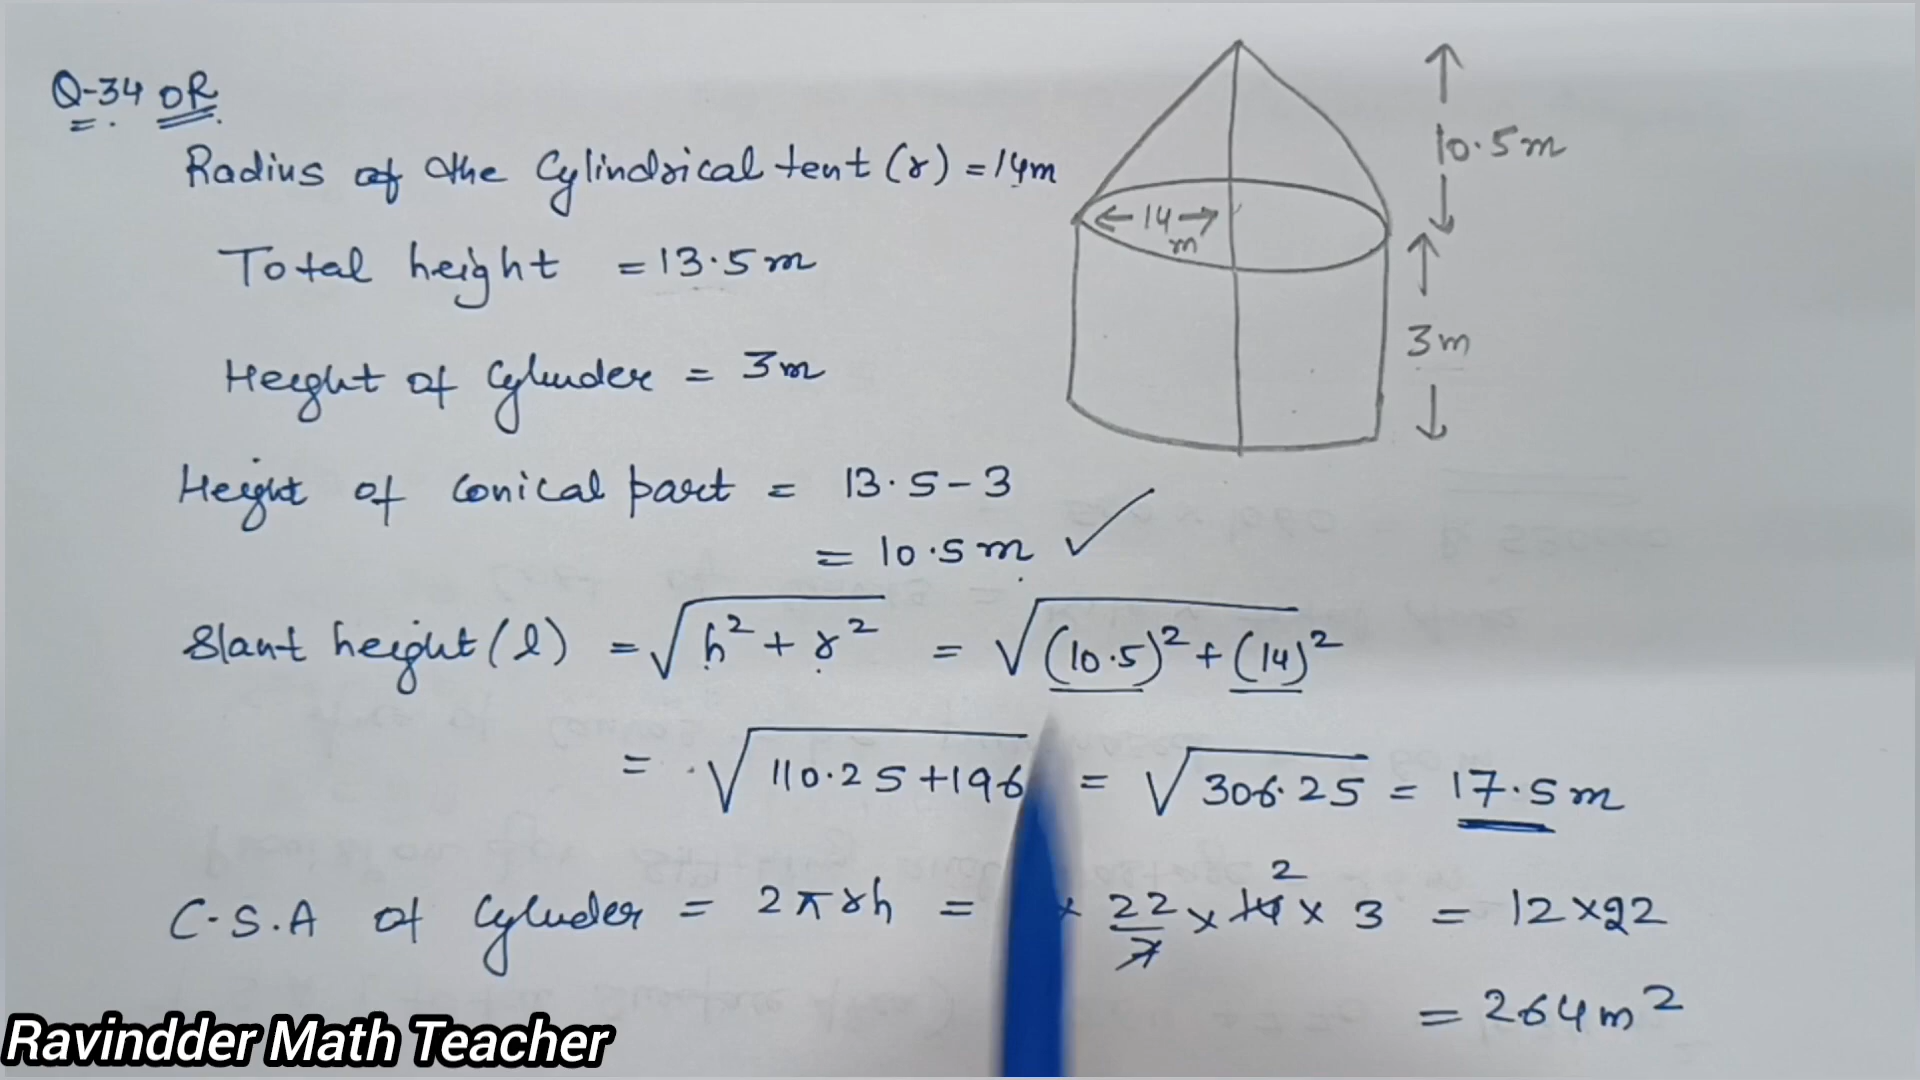 Q-34 OR
Radius of the Cylindrical tent (r) = 14m
Total height = 13.5 m
Height of Cylinder = 3m
Height of Conical part = 13.5 - 3
= 10.5 m ✓
Slant height (l) = √h² + r² = √(10.5)² + (14)²
= √110.25 + 196 = √306.25 = 17.5 m
C.S.A of Cylinder = 2πrh = × 22/7 × 14 2 × 3 = 12 × 22
= 264 m²
10.5 m
← 14 →
m
3m
Ravindder Math Teacher